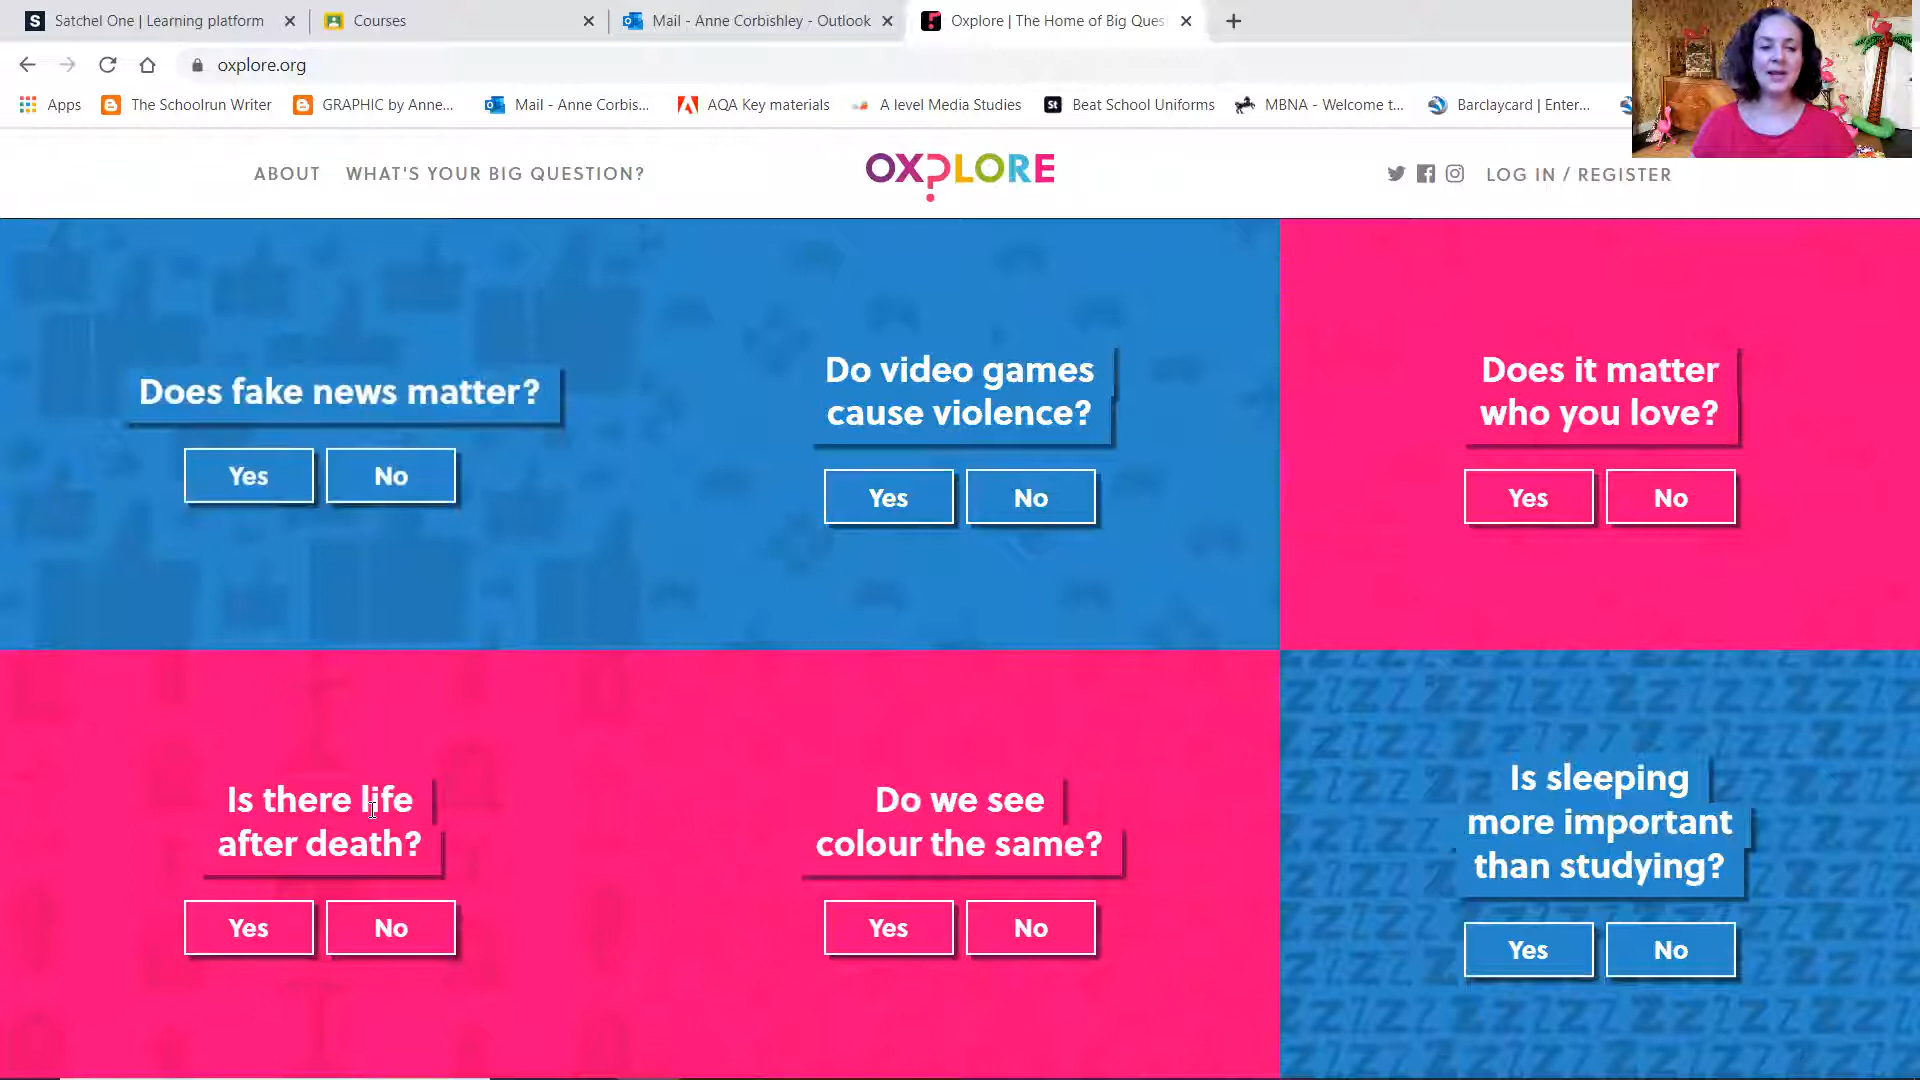 Satchel One | Learning platform
Courses
Mail - Anne Corbishley - Outlook
Oxplore | The Home of Big Ques
oxplore.org
Apps
The Schoolrun Writer
GRAPHIC by Anne...
Mail - Anne Corbis...
AQA Key materials
A level Media Studies
Beat School Uniforms
MBNA - Welcome t...
Barclaycard | Enter...
ABOUT
WHAT'S YOUR BIG QUESTION?
OX?LORE
LOG IN / REGISTER
Does fake news matter?
Yes
No
Do video games
cause violence?
Yes
No
Does it matter
who you love?
Yes
No
Is there life
after death?
Yes
No
Do we see
colour the same?
Yes
No
Is sleeping
more important
than studying?
Yes
No